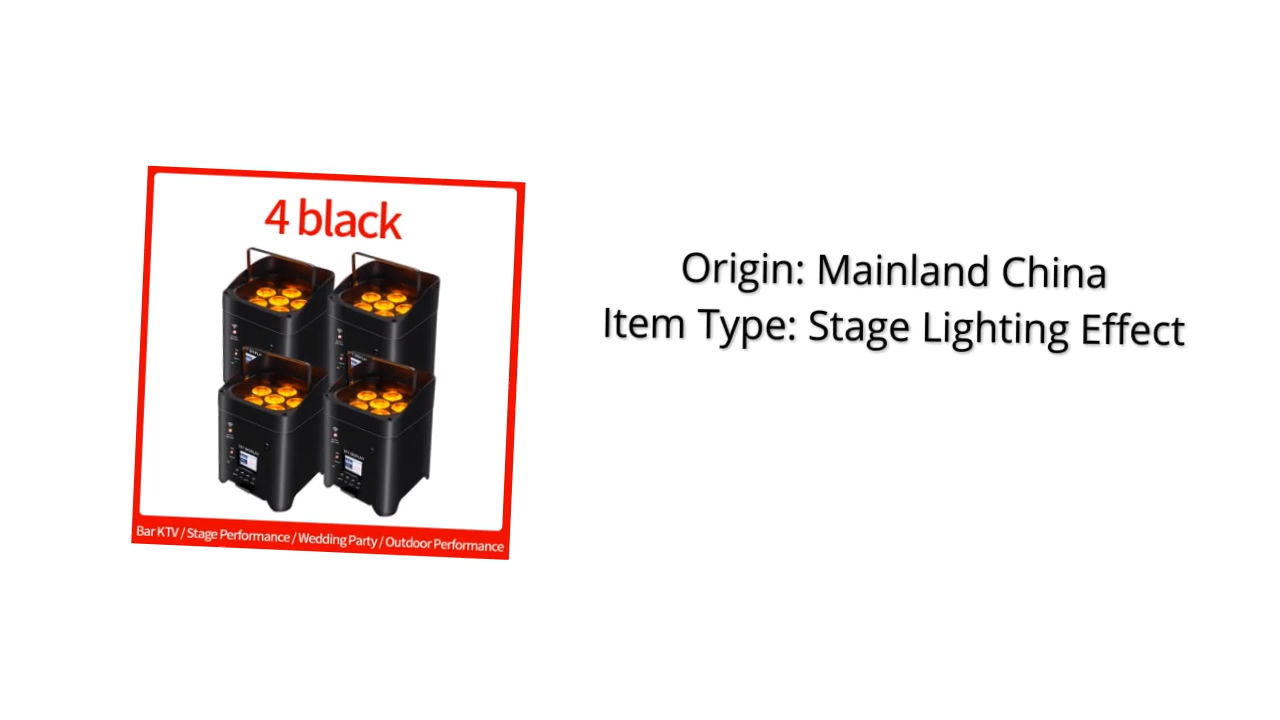 4 black
Bar KTV / Stage Performance / Wedding Party / Outdoor Performance
Origin: Mainland China
Item Type: Stage Lighting Effect